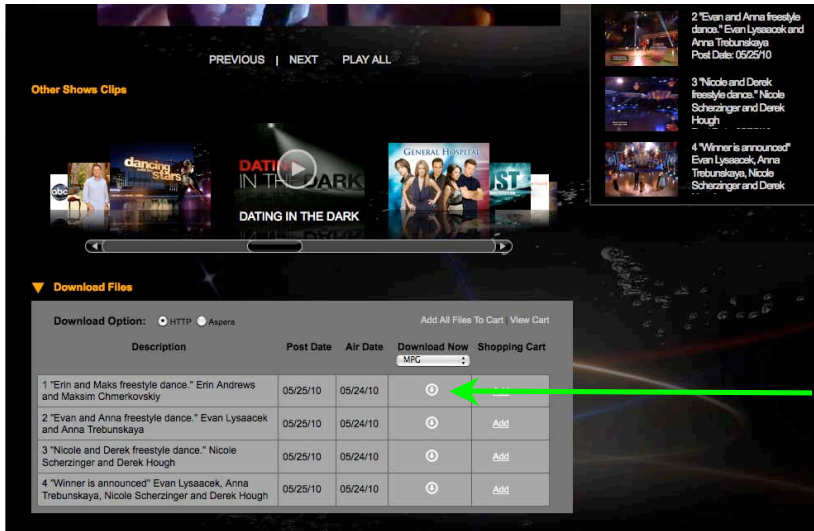 2 "Evan and Anna freestyle
dance." Evan Lysaacek and
Anna Trebunskaya
Post Date: 05/25/10
3 "Nicole and Derek
freestyle dance." Nicole
Scherzinger and Derek
Hough
4 "Winner is announced"
Evan Lysaacek, Anna
Trebunskaya, Nicole
Scherzinger and Derek
PREVIOUS | NEXT PLAY ALL
Other Shows Clips
abc
dancing
stars
DATING
IN THE DARK
DATING IN THE DARK
GENERAL HOSPITAL
Download Files
Download Option: HTTP Aspera
Add All Files To Cart | View Cart
Description Post Date Air Date Download Now Shopping Cart
MPG
1 "Erin and Maks freestyle dance." Erin Andrews
and Maksim Chmerkovskiy
05/25/10 05/24/10 Add
2 "Evan and Anna freestyle dance." Evan Lysaacek
and Anna Trebunskaya
05/25/10 05/24/10 Add
3 "Nicole and Derek freestyle dance." Nicole
Scherzinger and Derek Hough
05/25/10 05/24/10 Add
4 "Winner is announced" Evan Lysaacek, Anna
Trebunskaya, Nicole Scherzinger and Derek Hough
05/25/10 05/24/10 Add